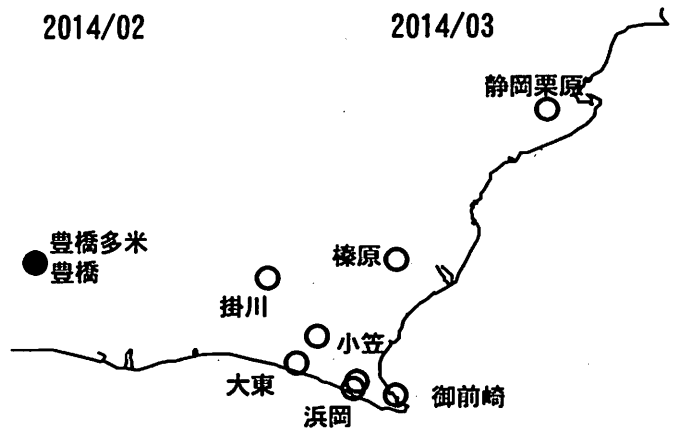 2014/02
2014/03
静岡栗原
豊橋多米
豊橋
榛原
掛川
小笠
大東
御前崎
浜岡